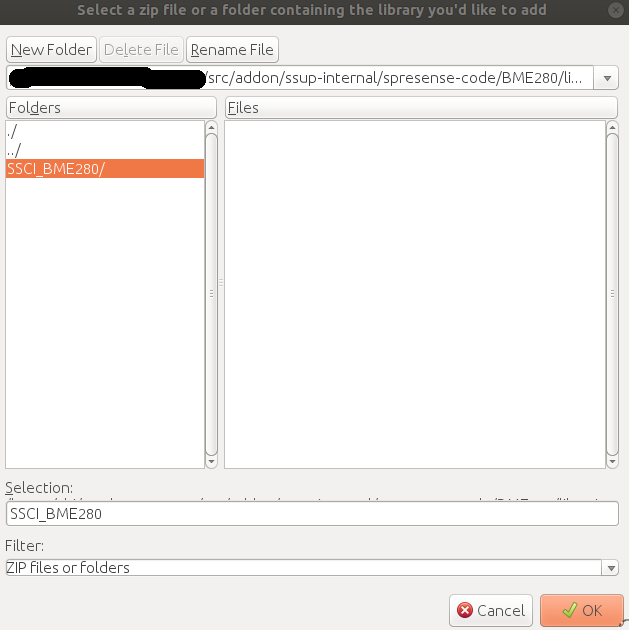 Select a zip file or a folder containing the library you'd like to add
New Folder Delete File Rename File
/src/addon/ssup-internal/spresense-code/BME280/li...
Folders Files
./
../
SSCI_BME280/
Selection:
SSCI_BME280
Filter:
ZIP files or folders
Cancel OK